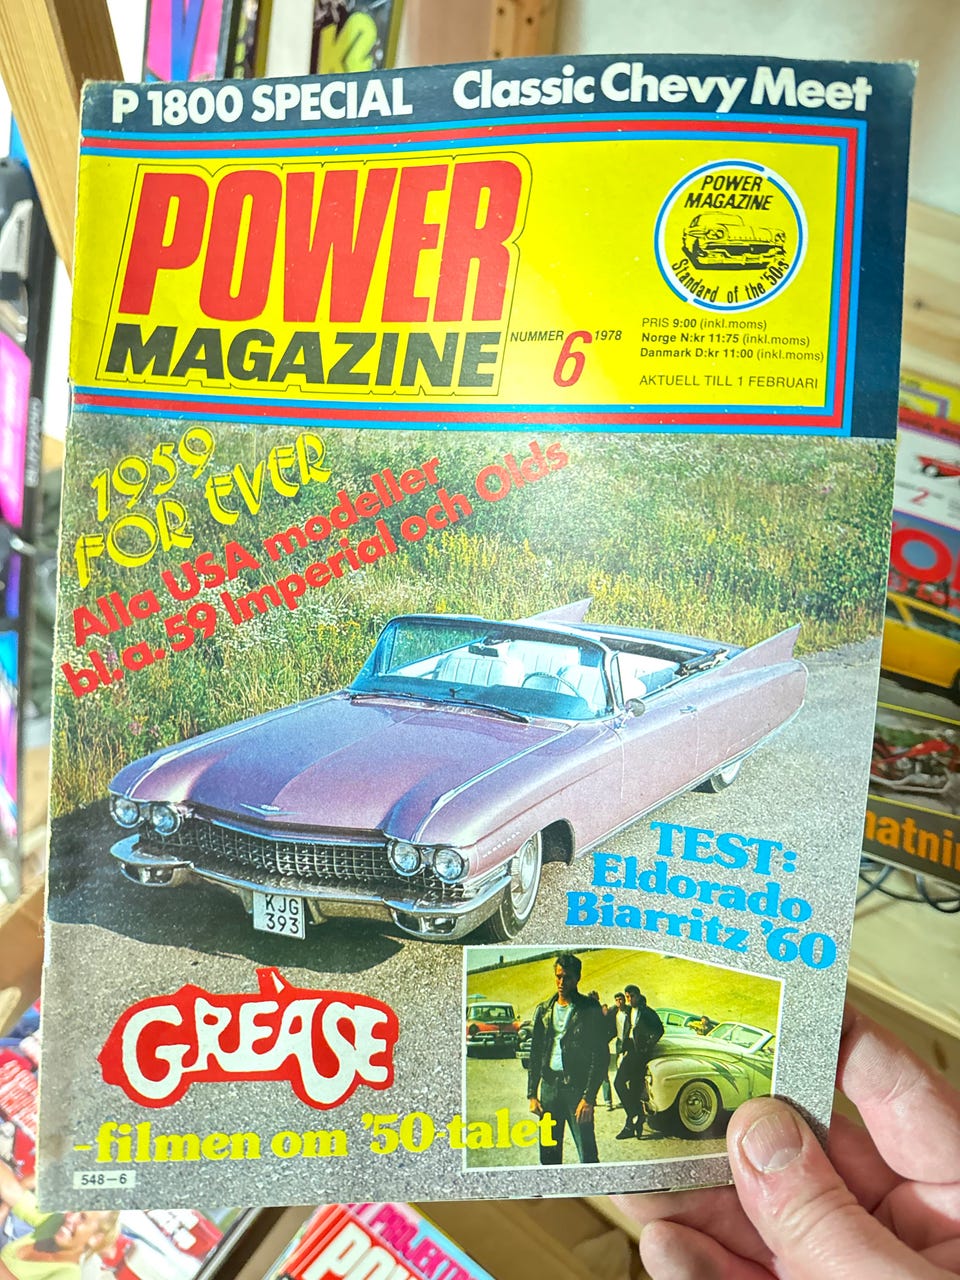 P 1800 SPECIAL Classic Chevy Meet
POWER
MAGAZINE
NUMMER 6 1978
POWER
MAGAZINE
Standard of the 50s
PRIS 9:00 (inkl.moms)
Norge N:kr 11:75 (inkl.moms)
Danmark D:kr 11:00 (inkl.moms)
AKTUELL TILL 1 FEBRUARI
1959
FOR EVER
Alla USA modeller
bl.a. 59 Imperial och Olds
KJG
393
TEST:
Eldorado
Biarritz '60
GREASE
-filmen om '50-talet
548-6
2